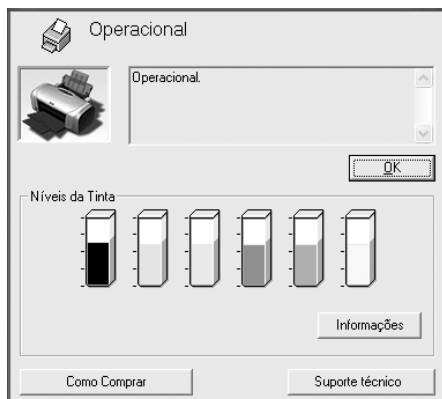 Operacional
Operacional.
OK
Níveis da Tinta
Informações
Como Comprar
Suporte técnico